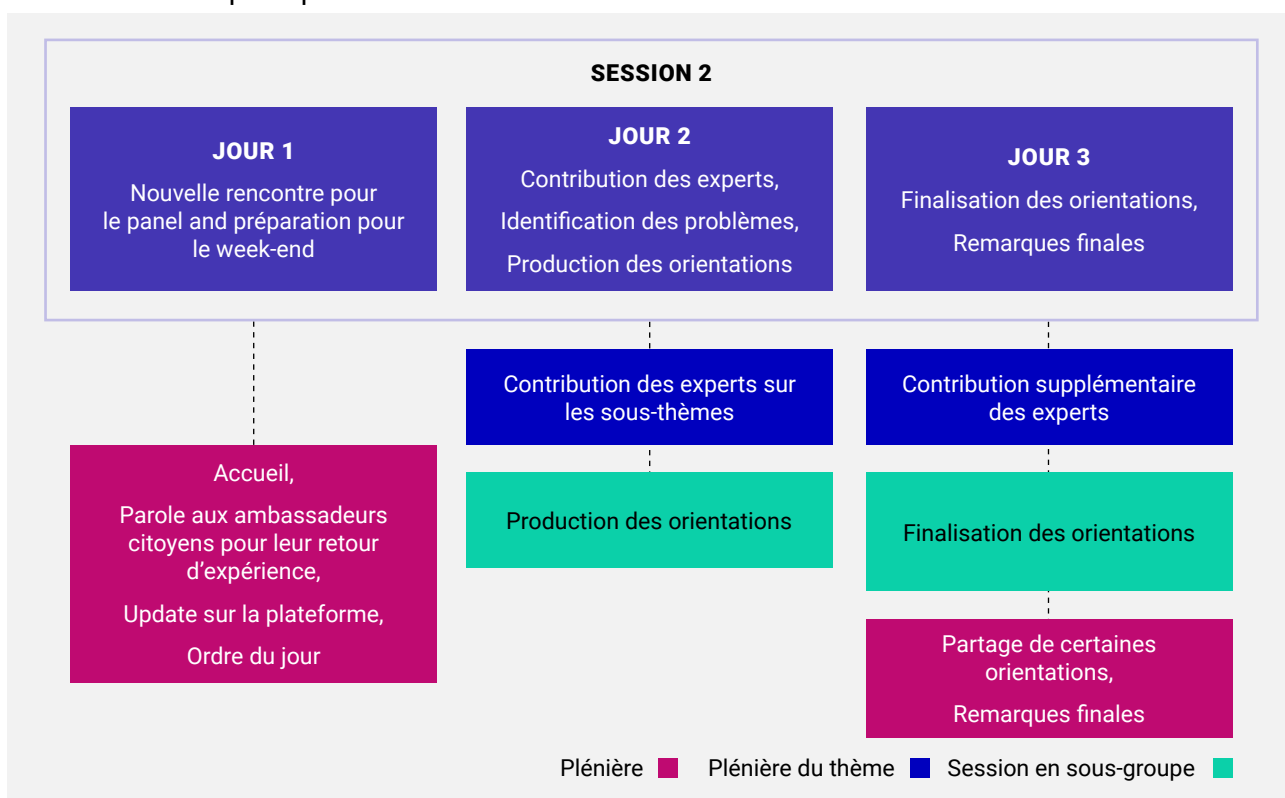 SESSION 2
JOUR 1
Nouvelle rencontre pour
le panel and préparation pour
le week-end
JOUR 2
Contribution des experts,
Identification des problèmes,
Production des orientations
JOUR 3
Finalisation des orientations,
Remarques finales
Accueil,
Parole aux ambassadeurs
citoyens pour leur retour
d’expérience,
Update sur la plateforme,
Ordre du jour
Contribution des experts sur
les sous-thèmes
Production des orientations
Contribution supplémentaire
des experts
Finalisation des orientations
Partage de certaines
orientations,
Remarques finales
Plénière
Plénière du thème
Session en sous-groupe